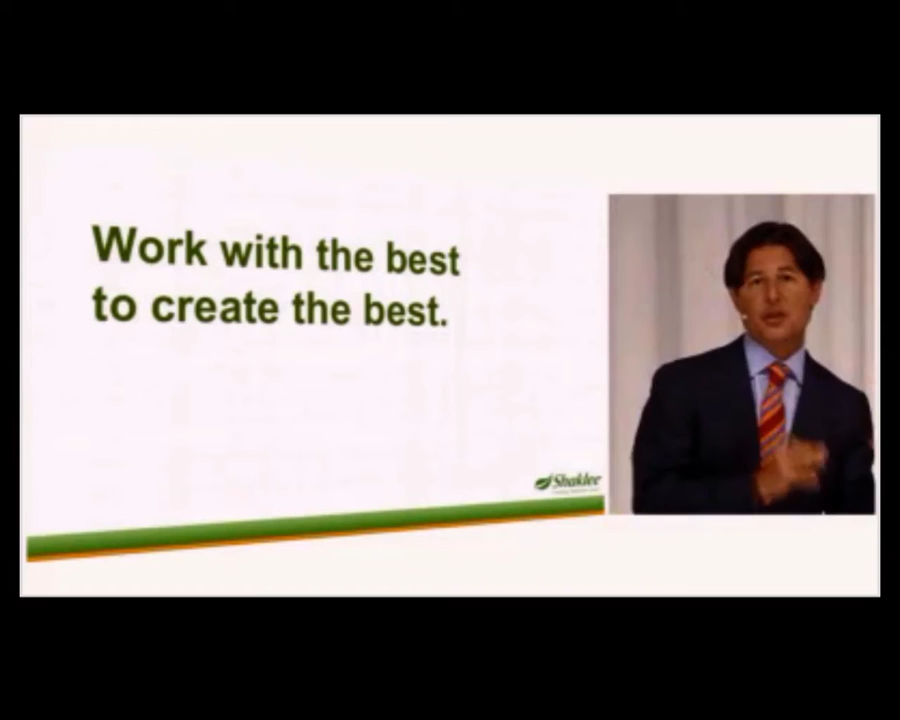 Work with the best
to create the best.
Shaklee